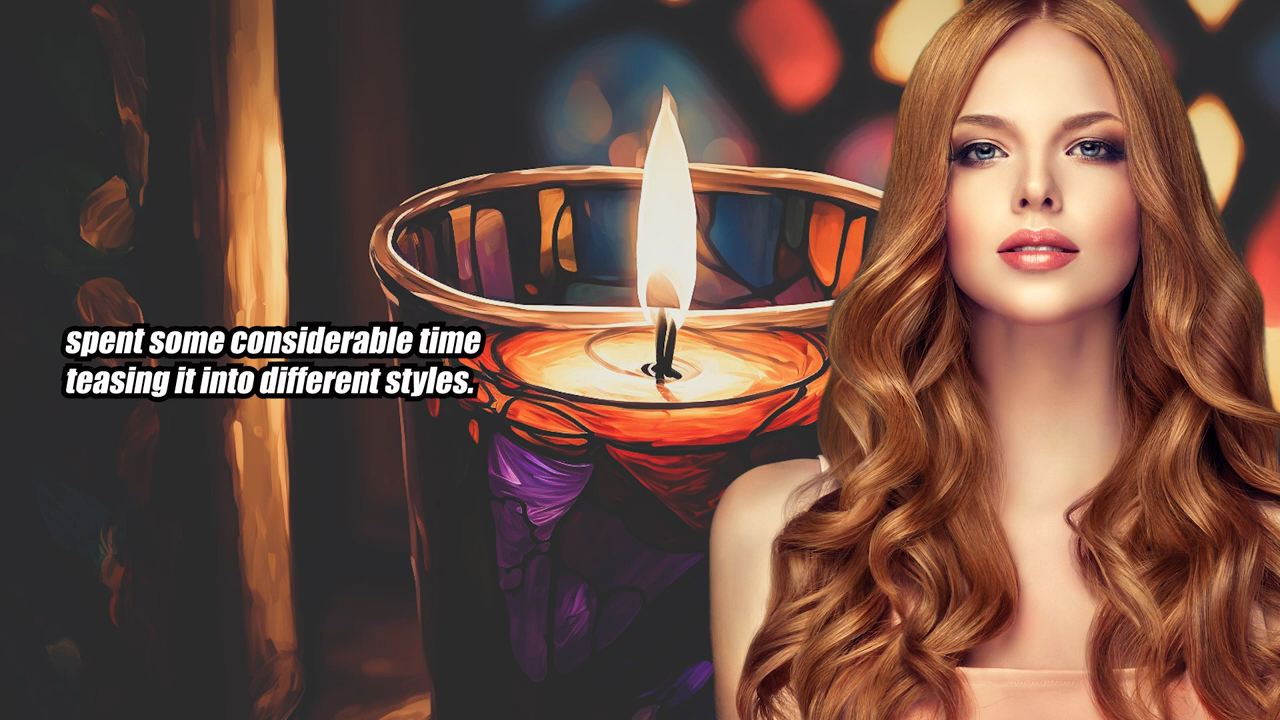 spent some considerable time
teasing it into different styles.